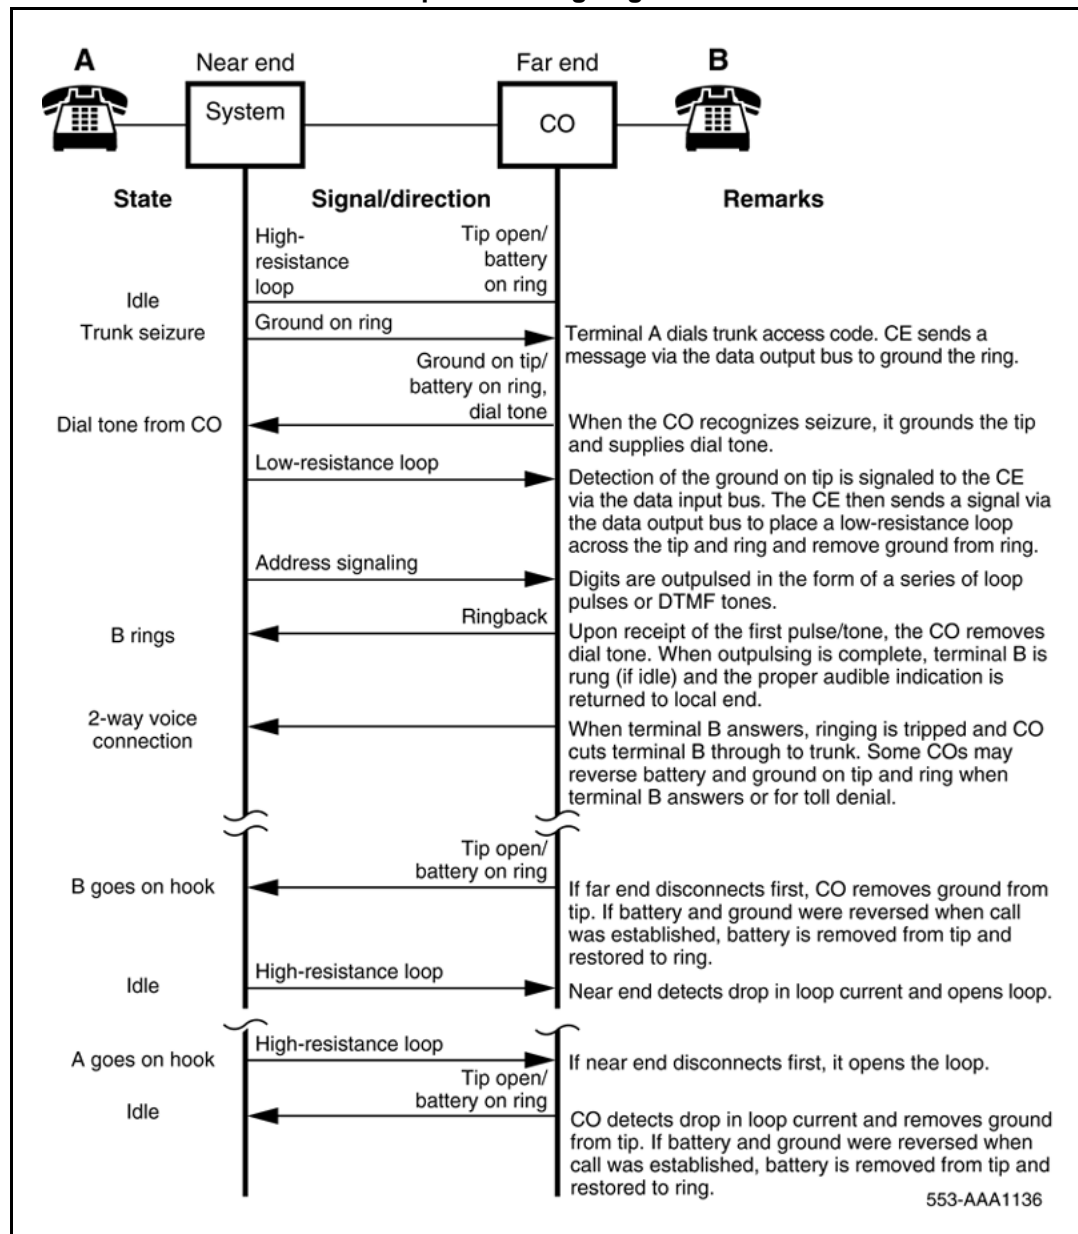 A
Near end
Far end
B
System
CO
State
Signal/direction
Remarks
High-
resistance
loop
Tip open/
battery
on ring
Idle
Trunk seizure
Ground on ring
Terminal A dials trunk access code. CE sends a
message via the data output bus to ground the ring.
Ground on tip/
battery on ring,
dial tone
Dial tone from CO
When the CO recognizes seizure, it grounds the tip
and supplies dial tone.
Low-resistance loop
Detection of the ground on tip is signaled to the CE
via the data input bus. The CE then sends a signal via
the data output bus to place a low-resistance loop
across the tip and ring and remove ground from ring.
Address signaling
Digits are outpulsed in the form of a series of loop
pulses or DTMF tones.
Ringback
B rings
Upon receipt of the first pulse/tone, the CO removes
dial tone. When outpulsing is complete, terminal B is
rung (if idle) and the proper audible indication is
returned to local end.
2-way voice
connection
When terminal B answers, ringing is tripped and CO
cuts terminal B through to trunk. Some COs may
reverse battery and ground on tip and ring when
terminal B answers or for toll denial.
Tip open/
battery on ring
B goes on hook
If far end disconnects first, CO removes ground from
tip. If battery and ground were reversed when call
was established, battery is removed from tip and
restored to ring.
Idle
High-resistance loop
Near end detects drop in loop current and opens loop.
A goes on hook
High-resistance loop
If near end disconnects first, it opens the loop.
Tip open/
battery on ring
Idle
CO detects drop in loop current and removes ground
from tip. If battery and ground were reversed when
call was established, battery is removed from tip and
restored to ring.
553-AAA1136